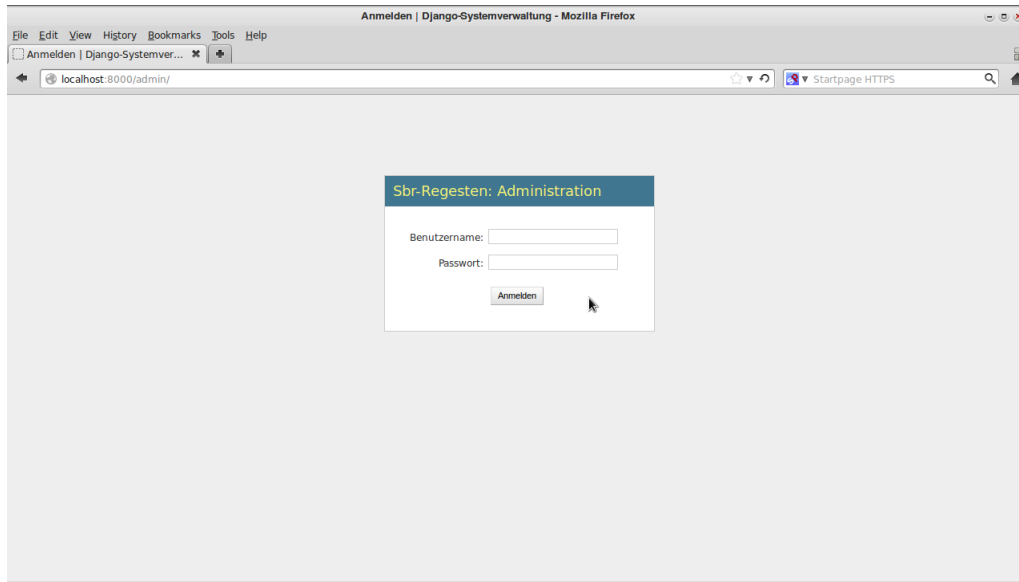 Anmelden | Django-Systemverwaltung - Mozilla Firefox
File Edit View History Bookmarks Tools Help
Anmelden | Django-Systemver...
localhost:8000/admin/
Startpage HTTPS
Sbr-Regesten: Administration
Benutzername:
Passwort:
Anmelden